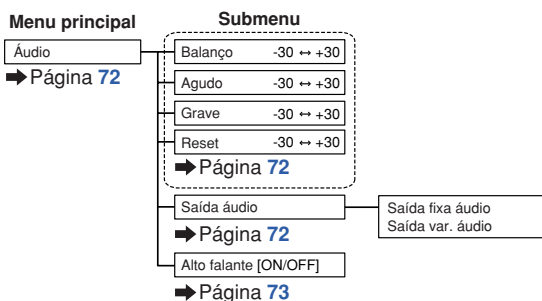 Menu principal
Submenu
Áudio
➡ Página 72
Balanço -30 ↔ +30
Agudo -30 ↔ +30
Grave -30 ↔ +30
Reset -30 ↔ +30
➡ Página 72
Saída áudio
Saída fixa áudio
Saída var. áudio
➡ Página 72
Alto falante [ON/OFF]
➡ Página 73